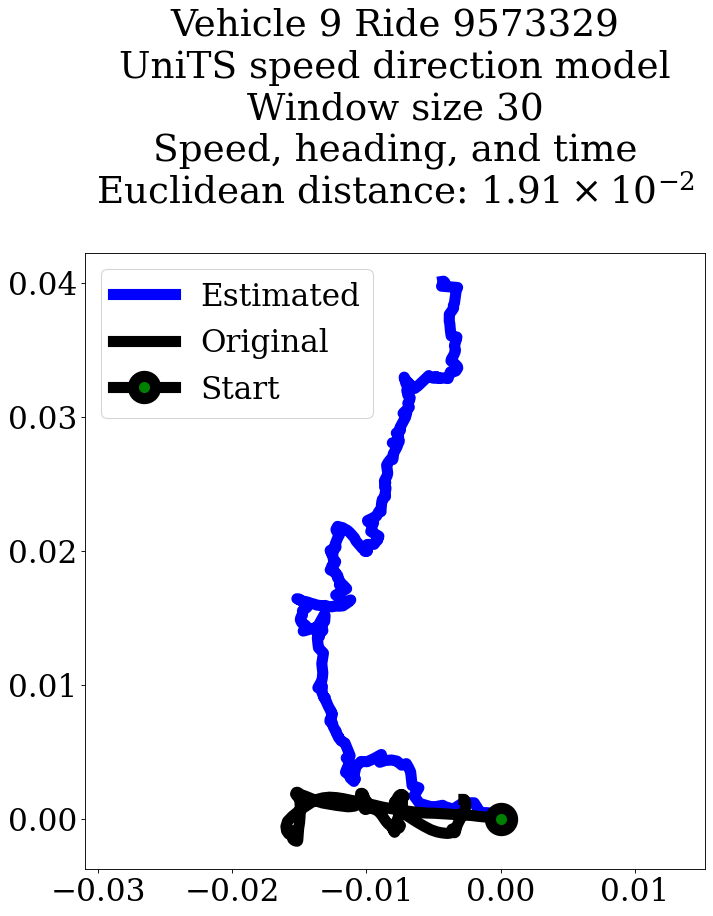 Vehicle 9 Ride 9573329
UniTS speed direction model
Window size 30
Speed, heading, and time
Euclidean distance: 1.91 × 10⁻²
Estimated
Original
Start
0.04
0.03
0.02
0.01
0.00
−0.03 −0.02 −0.01 0.00 0.01